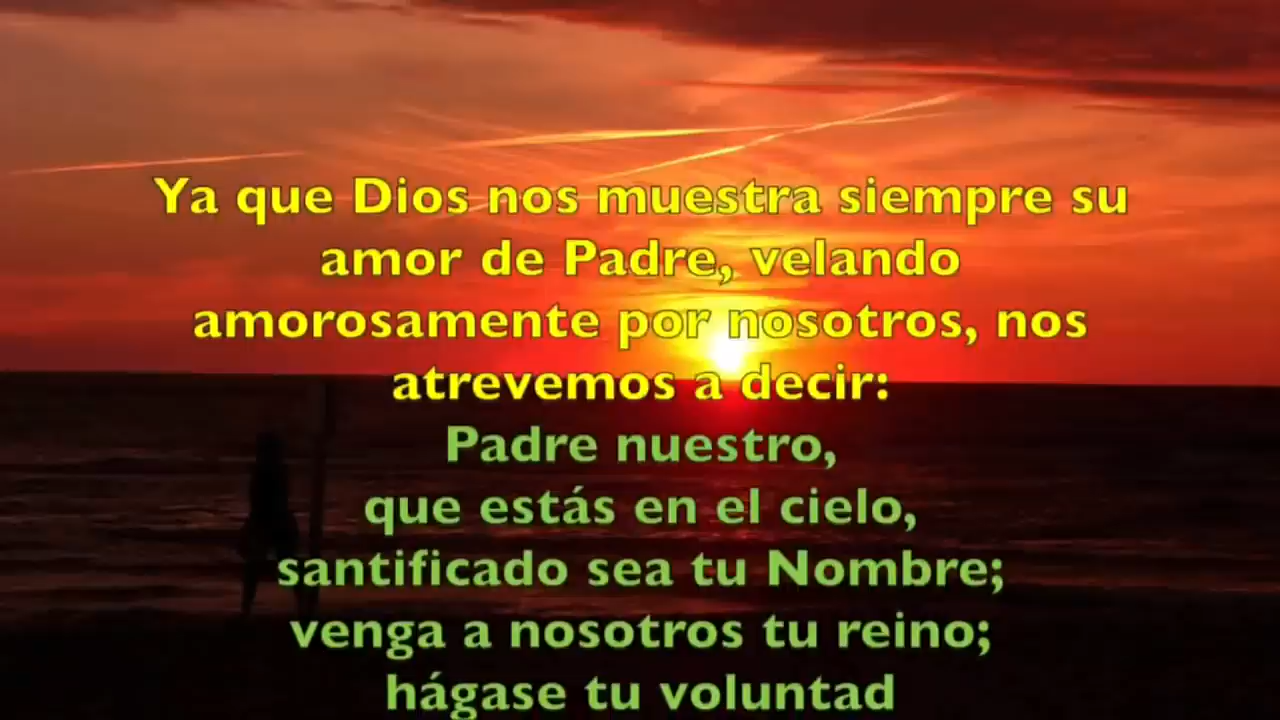 Ya que Dios nos muestra siempre su
amor de Padre, velando
amorosamente por nosotros, nos
atrevemos a decir:
Padre nuestro,
que estás en el cielo,
santificado sea tu Nombre;
venga a nosotros tu reino;
hágase tu voluntad